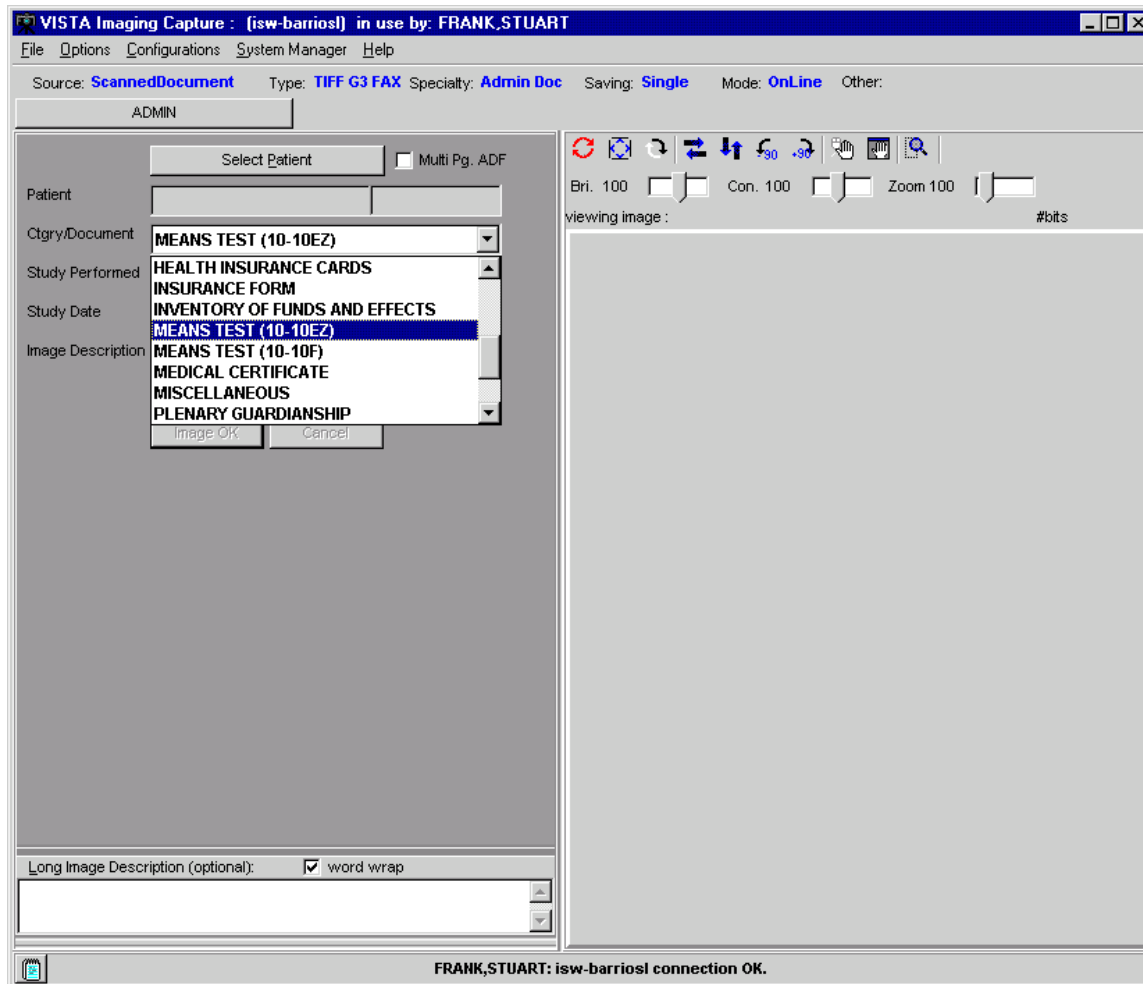 VISTA Imaging Capture : (isw-barriosl) in use by: FRANK,STUART
File Options Configurations System Manager Help
Source: ScannedDocument Type: TIFF G3 FAX Specialty: Admin Doc Saving: Single Mode: OnLine Other:
ADMIN
Select Patient Multi Pg. ADF
Patient
Ctgry/Document MEANS TEST (10-10EZ)
Study Performed
Study Date
Image Description
HEALTH INSURANCE CARDS
INSURANCE FORM
INVENTORY OF FUNDS AND EFFECTS
MEANS TEST (10-10EZ)
MEANS TEST (10-10F)
MEDICAL CERTIFICATE
MISCELLANEOUS
PLENARY GUARDIANSHIP
Image OK Cancel
90 +90
Bri. 100 Con. 100 Zoom 100
viewing image : #bits
Long Image Description (optional): word wrap
FRANK,STUART: isw-barriosl connection OK.